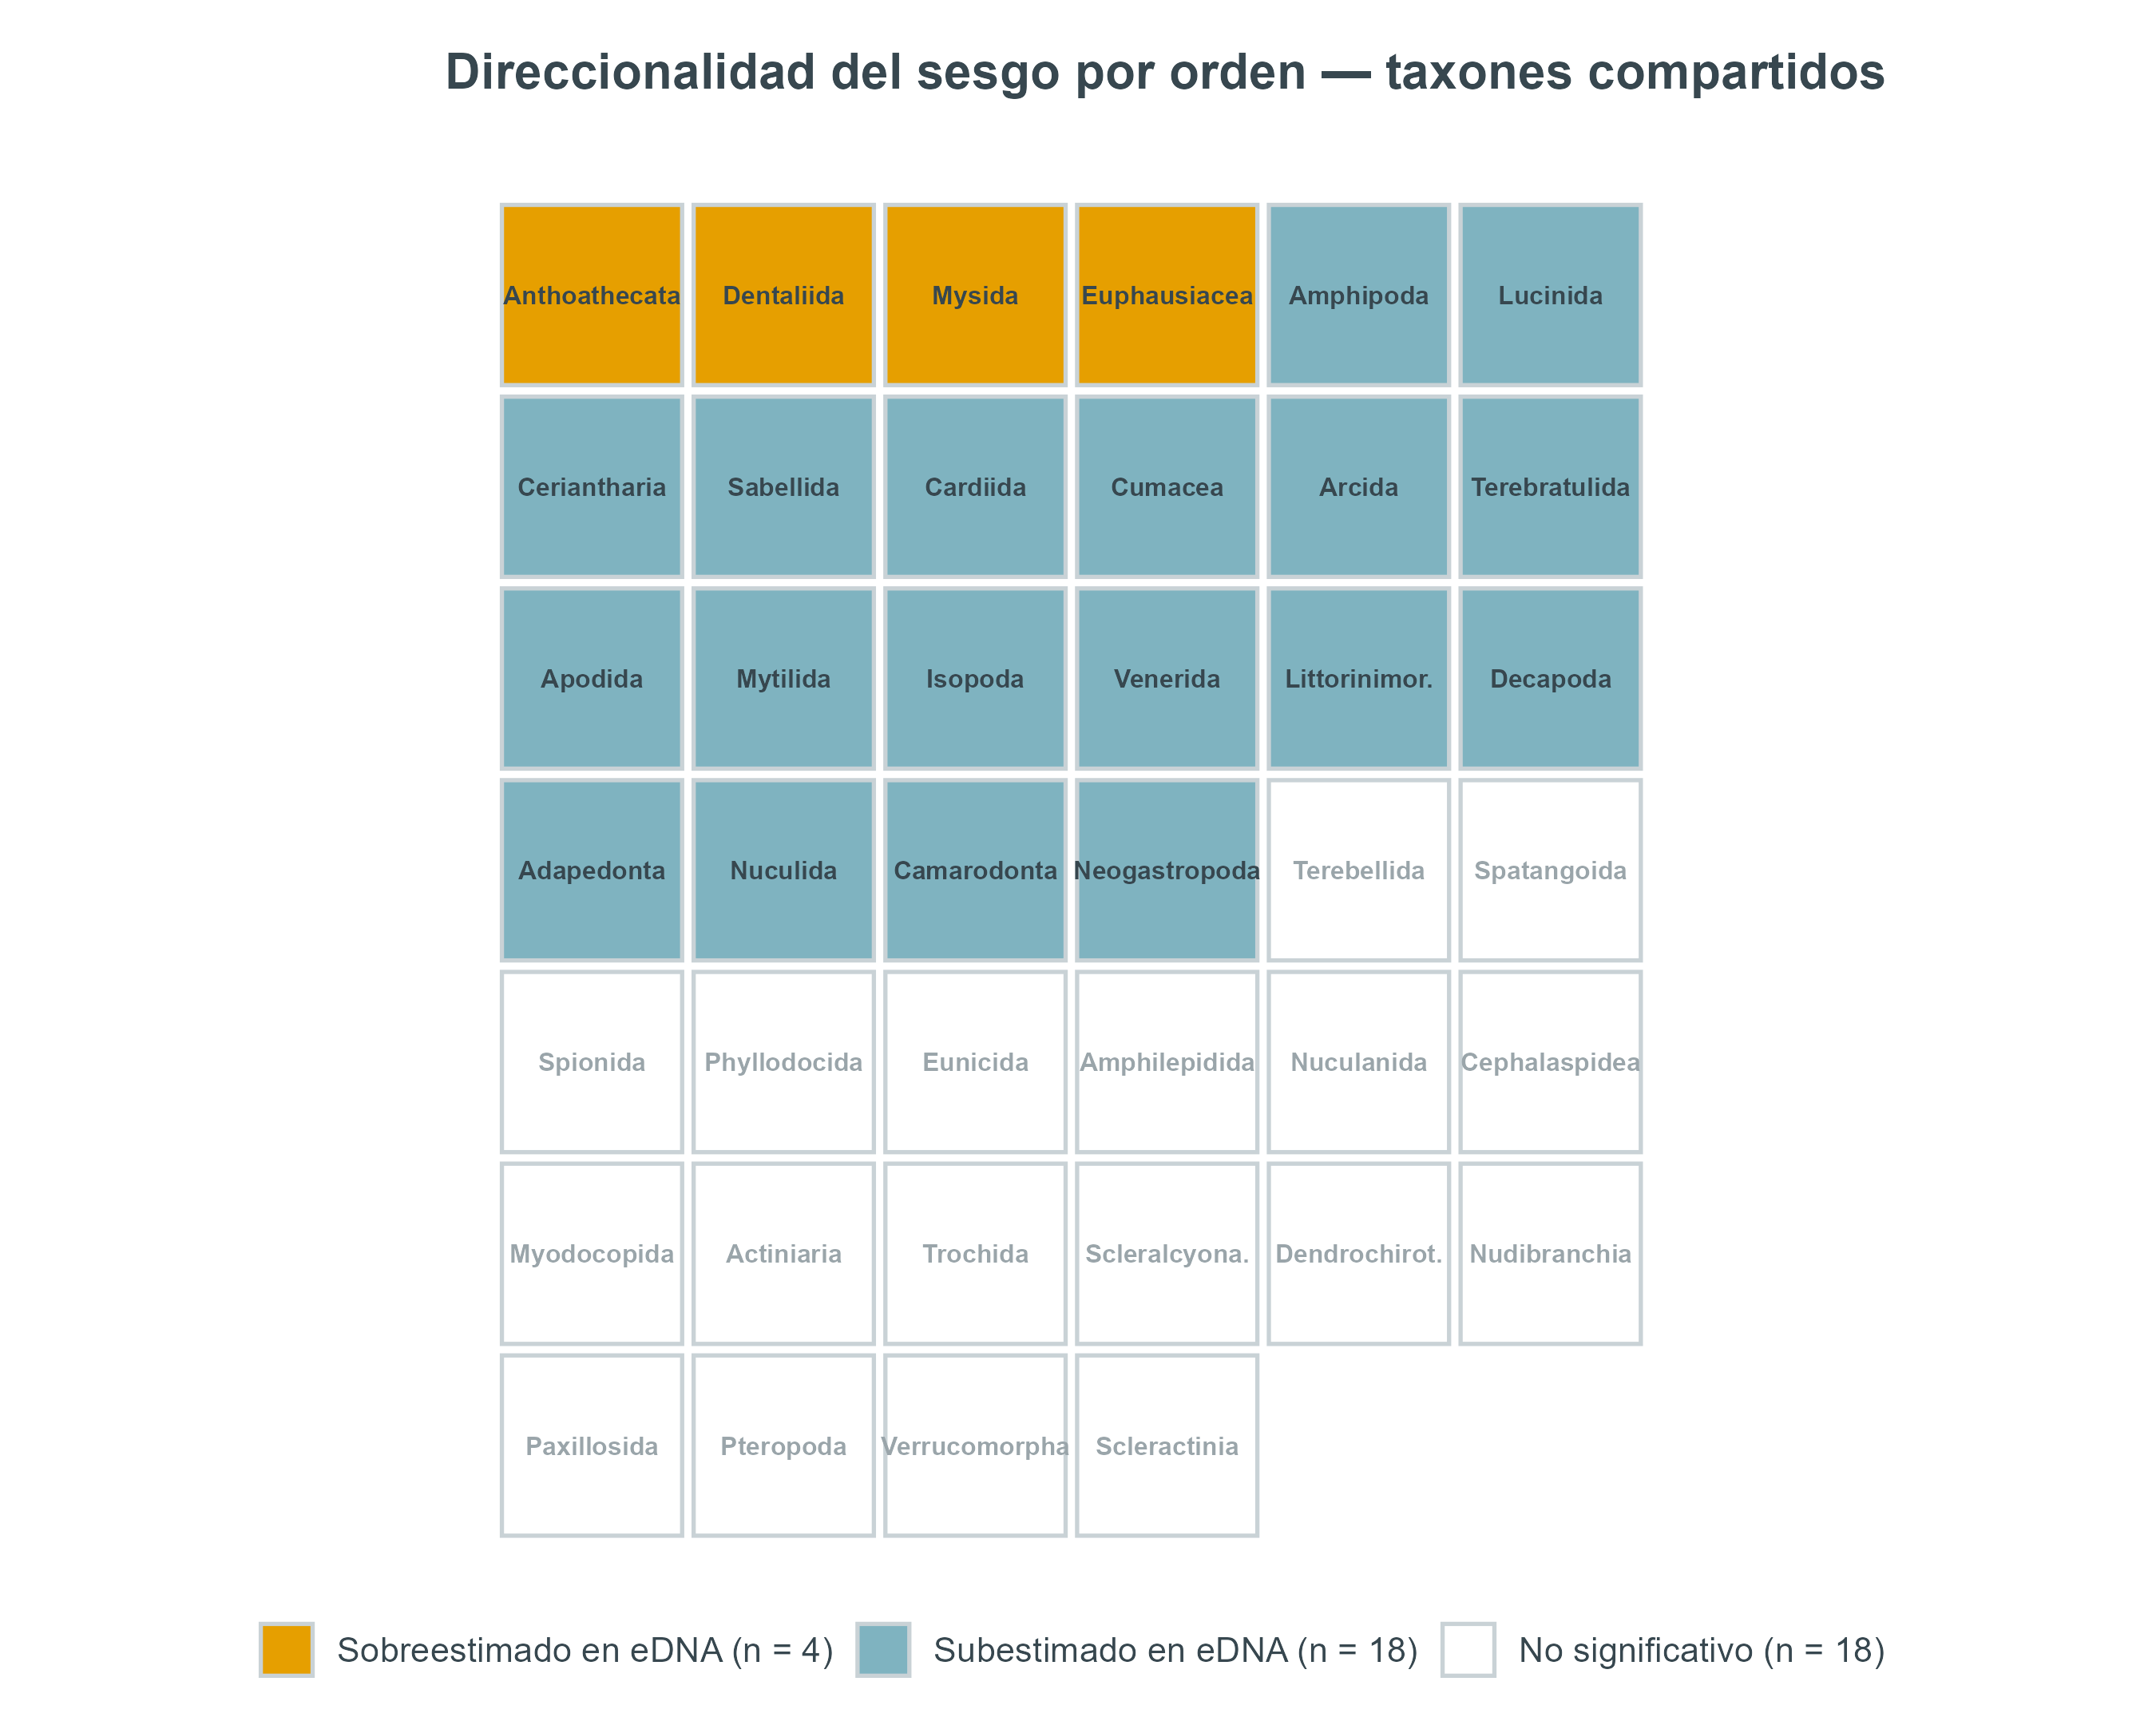 Direccionalidad del sesgo por orden — taxones compartidos
Anthoathecata Dentaliida Mysida Euphausiacea Amphipoda Lucinida
Ceriantharia Sabellida Cardiida Cumacea Arcida Terebratulida
Apodida Mytilida Isopoda Venerida Littorinimor. Decapoda
Adapedonta Nuculida Camarodonta Neogastropoda Terebellida Spatangoida
Spionida Phyllodocida Eunicida Amphilepidida Nuculanida Cephalaspidea
Myodocopida Actiniaria Trochida Scleralcyona. Dendrochirot. Nudibranchia
Paxillosida Pteropoda Verrucomorpha Scleractinia
Sobreestimado en eDNA (n = 4) Subestimado en eDNA (n = 18) No significativo (n = 18)